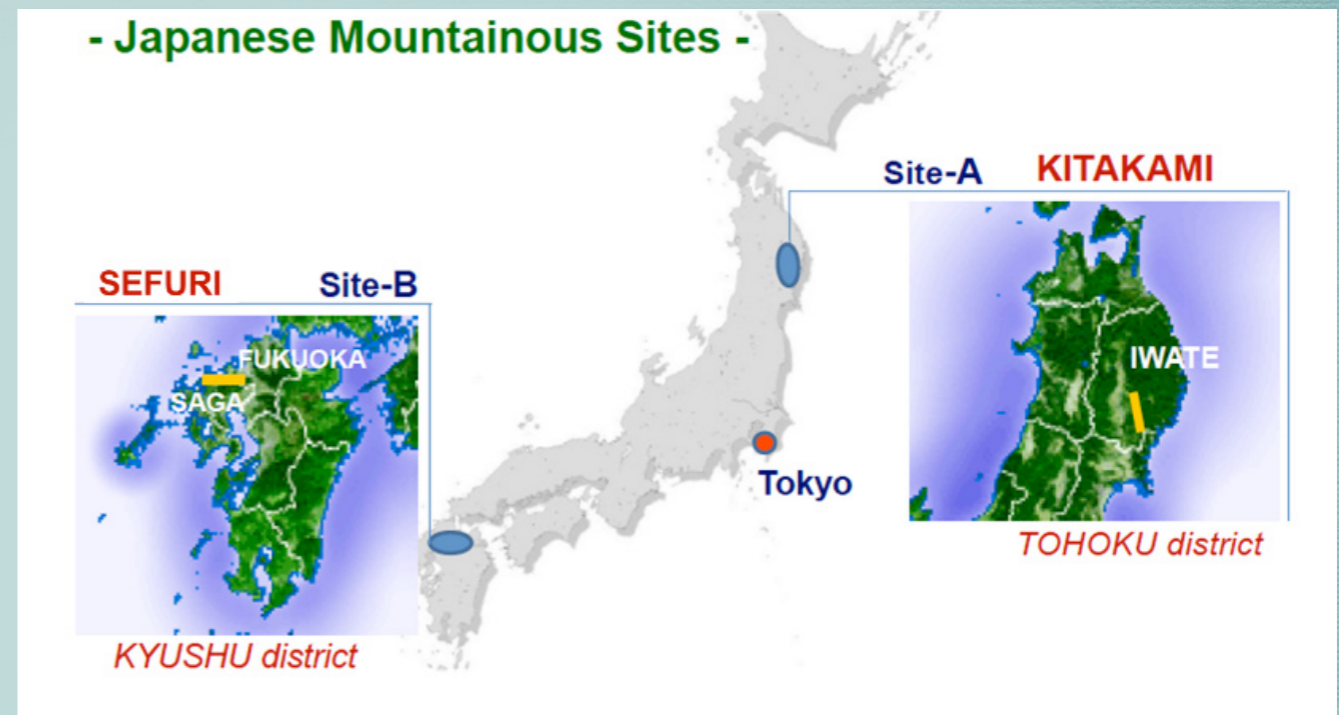 - Japanese Mountainous Sites -
Site-A KITAKAMI
SEFURI Site-B
FUKUOKA
SAGA
IWATE
Tokyo
TOHOKU district
KYUSHU district